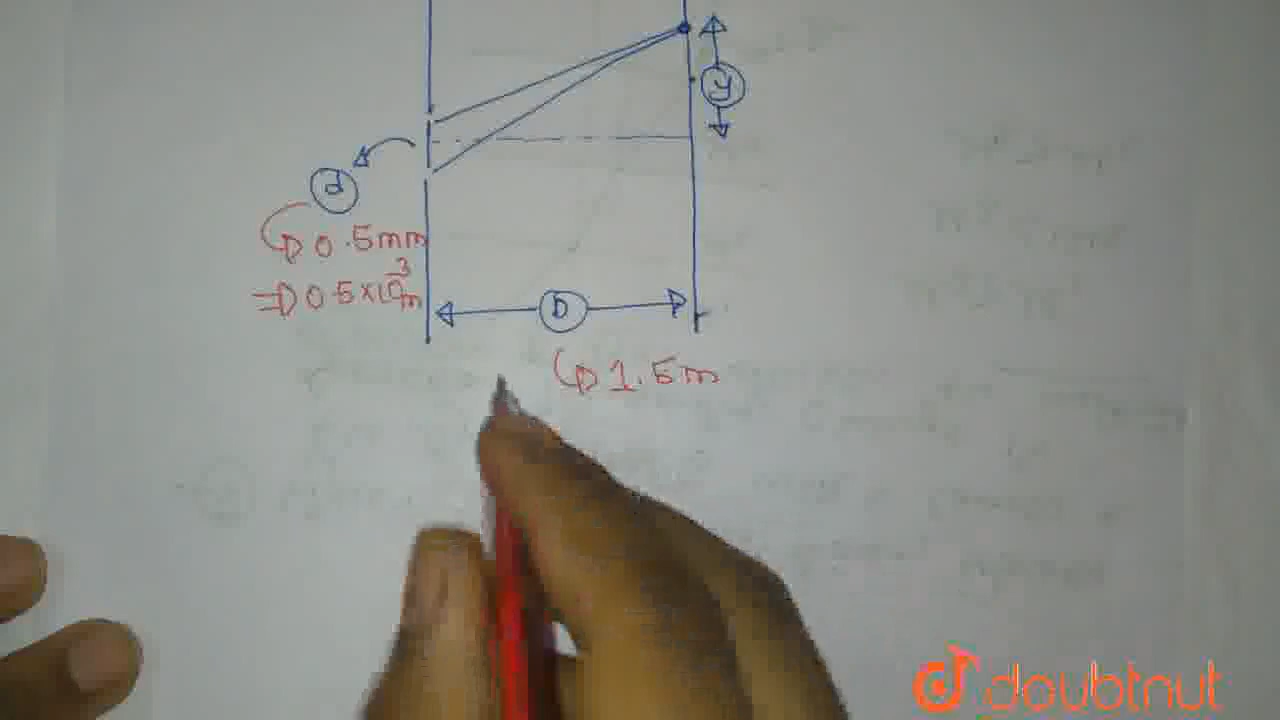 y
d
0.5mm
⇒ 0.5×10⁻³m
D
1.5m
doubtnut